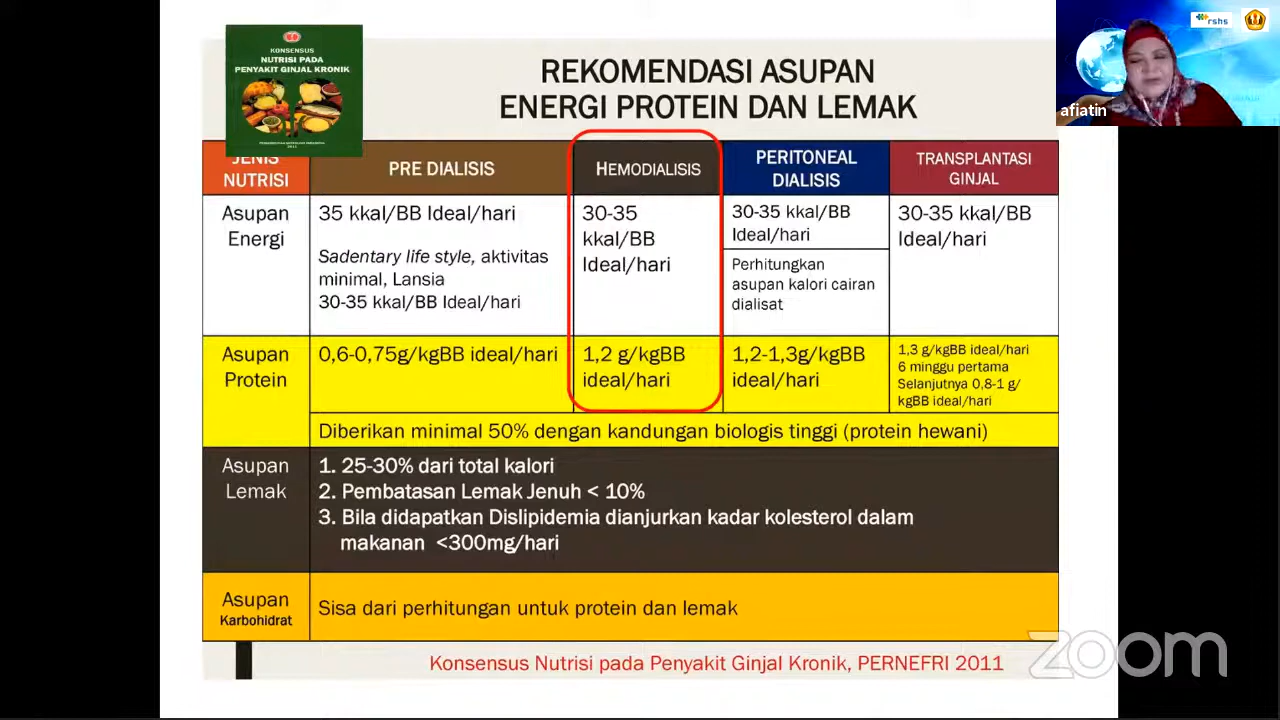 KONSENSUS
NUTRISI PADA
PENYAKIT GINJAL KRONIK
2011
REKOMENDASI ASUPAN
ENERGI PROTEIN DAN LEMAK
rshs
afiatin
JENIS
NUTRISI
PRE DIALISIS
HEMODIALISIS
PERITONEAL
DIALISIS
TRANSPLANTASI
GINJAL
Asupan
Energi
35 kkal/BB Ideal/hari
Sadentary life style, aktivitas
minimal, Lansia
30-35 kkal/BB Ideal/hari
30-35
kkal/BB
Ideal/hari
30-35 kkal/BB
Ideal/hari
Perhitungkan
asupan kalori cairan
dialisat
30-35 kkal/BB
Ideal/hari
Asupan
Protein
0,6-0,75g/kgBB ideal/hari
1,2 g/kgBB
ideal/hari
1,2-1,3g/kgBB
ideal/hari
1,3 g/kgBB ideal/hari
6 minggu pertama
Selanjutnya 0,8-1 g/
kgBB ideal/hari
Diberikan minimal 50% dengan kandungan biologis tinggi (protein hewani)
Asupan
Lemak
1. 25-30% dari total kalori
2. Pembatasan Lemak Jenuh < 10%
3. Bila didapatkan Dislipidemia dianjurkan kadar kolesterol dalam
makanan <300mg/hari
Asupan
Karbohidrat
Sisa dari perhitungan untuk protein dan lemak
Konsensus Nutrisi pada Penyakit Ginjal Kronik, PERNEFRI 2011
zoom